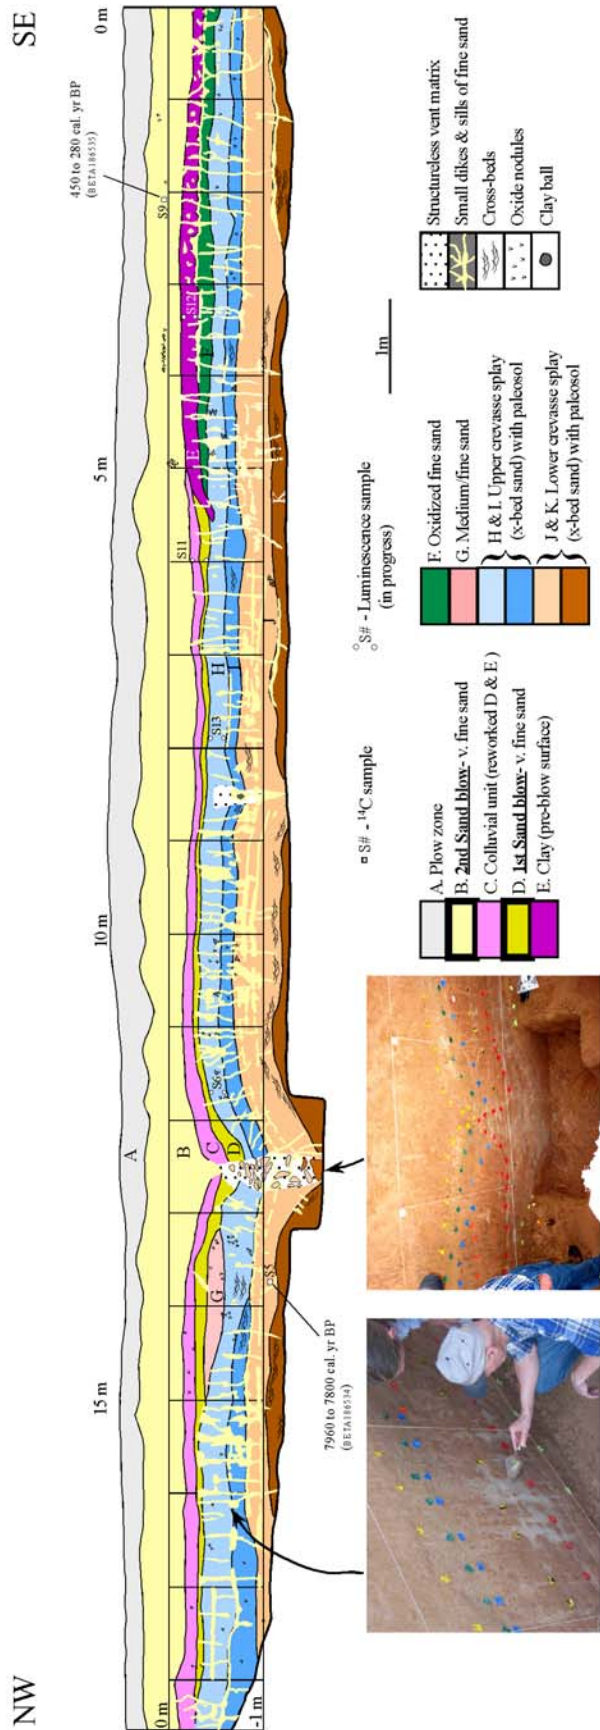 NW
SE
0 m
5 m
10 m
15 m
0 m
-1 m
450 to 280 cal. yr BP
(BETA186535)
7960 to 7800 cal. yr BP
(BETA186534)
A
B
C
D
E
F
G
H
J
K
S9
S12
S11
S13
S6
S5
1m
S# - ¹⁴C sample
S# - Luminescence sample
(in progress)
A. Plow zone
B. 2nd Sand blow- v. fine sand
C. Colluvial unit (reworked D & E )
D. 1st Sand blow- v. fine sand
E. Clay (pre-blow surface)
F. Oxidized fine sand
G. Medium/fine sand
H & I. Upper crevasse splay
(x-bed sand) with paleosol
J & K. Lower crevasse splay
(x-bed sand) with paleosol
Structureless vent matrix
Small dikes & sills of fine sand
Cross-beds
Oxide nodules
Clay ball